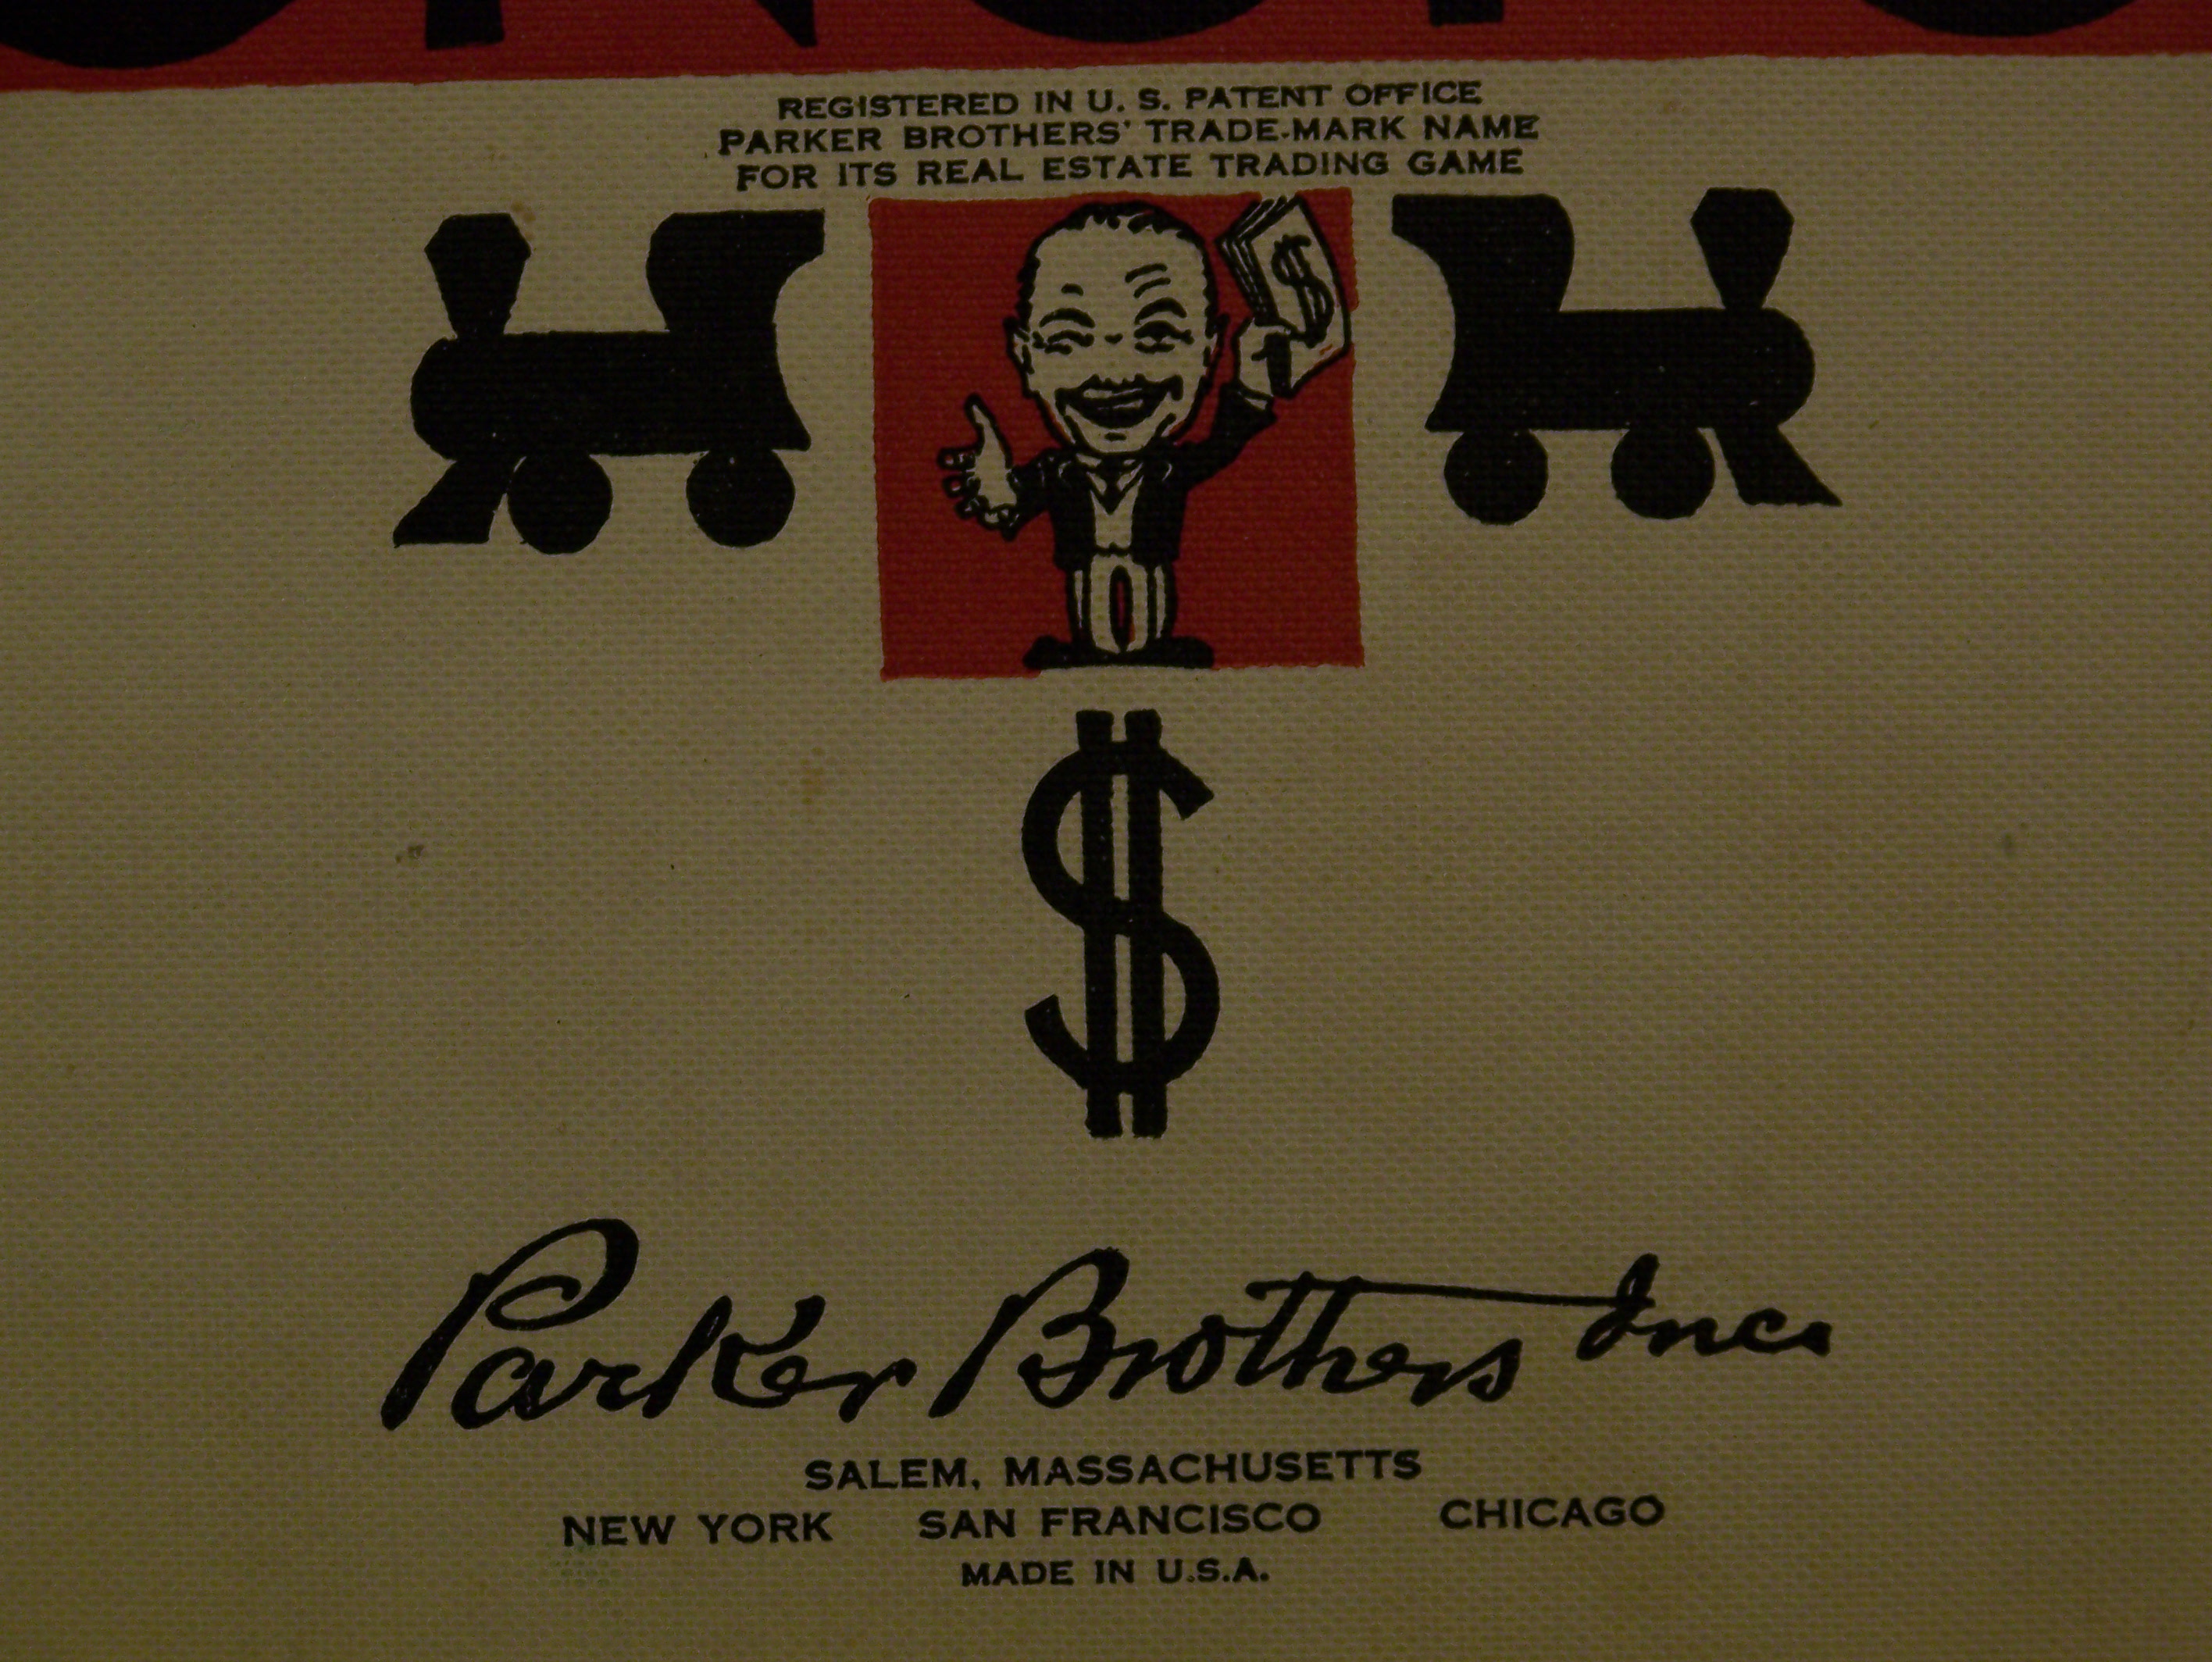 REGISTERED IN U. S. PATENT OFFICE
PARKER BROTHERS' TRADE-MARK NAME
FOR ITS REAL ESTATE TRADING GAME
$
$
Parker Brothers Inc.
SALEM, MASSACHUSETTS
NEW YORK SAN FRANCISCO CHICAGO
MADE IN U.S.A.